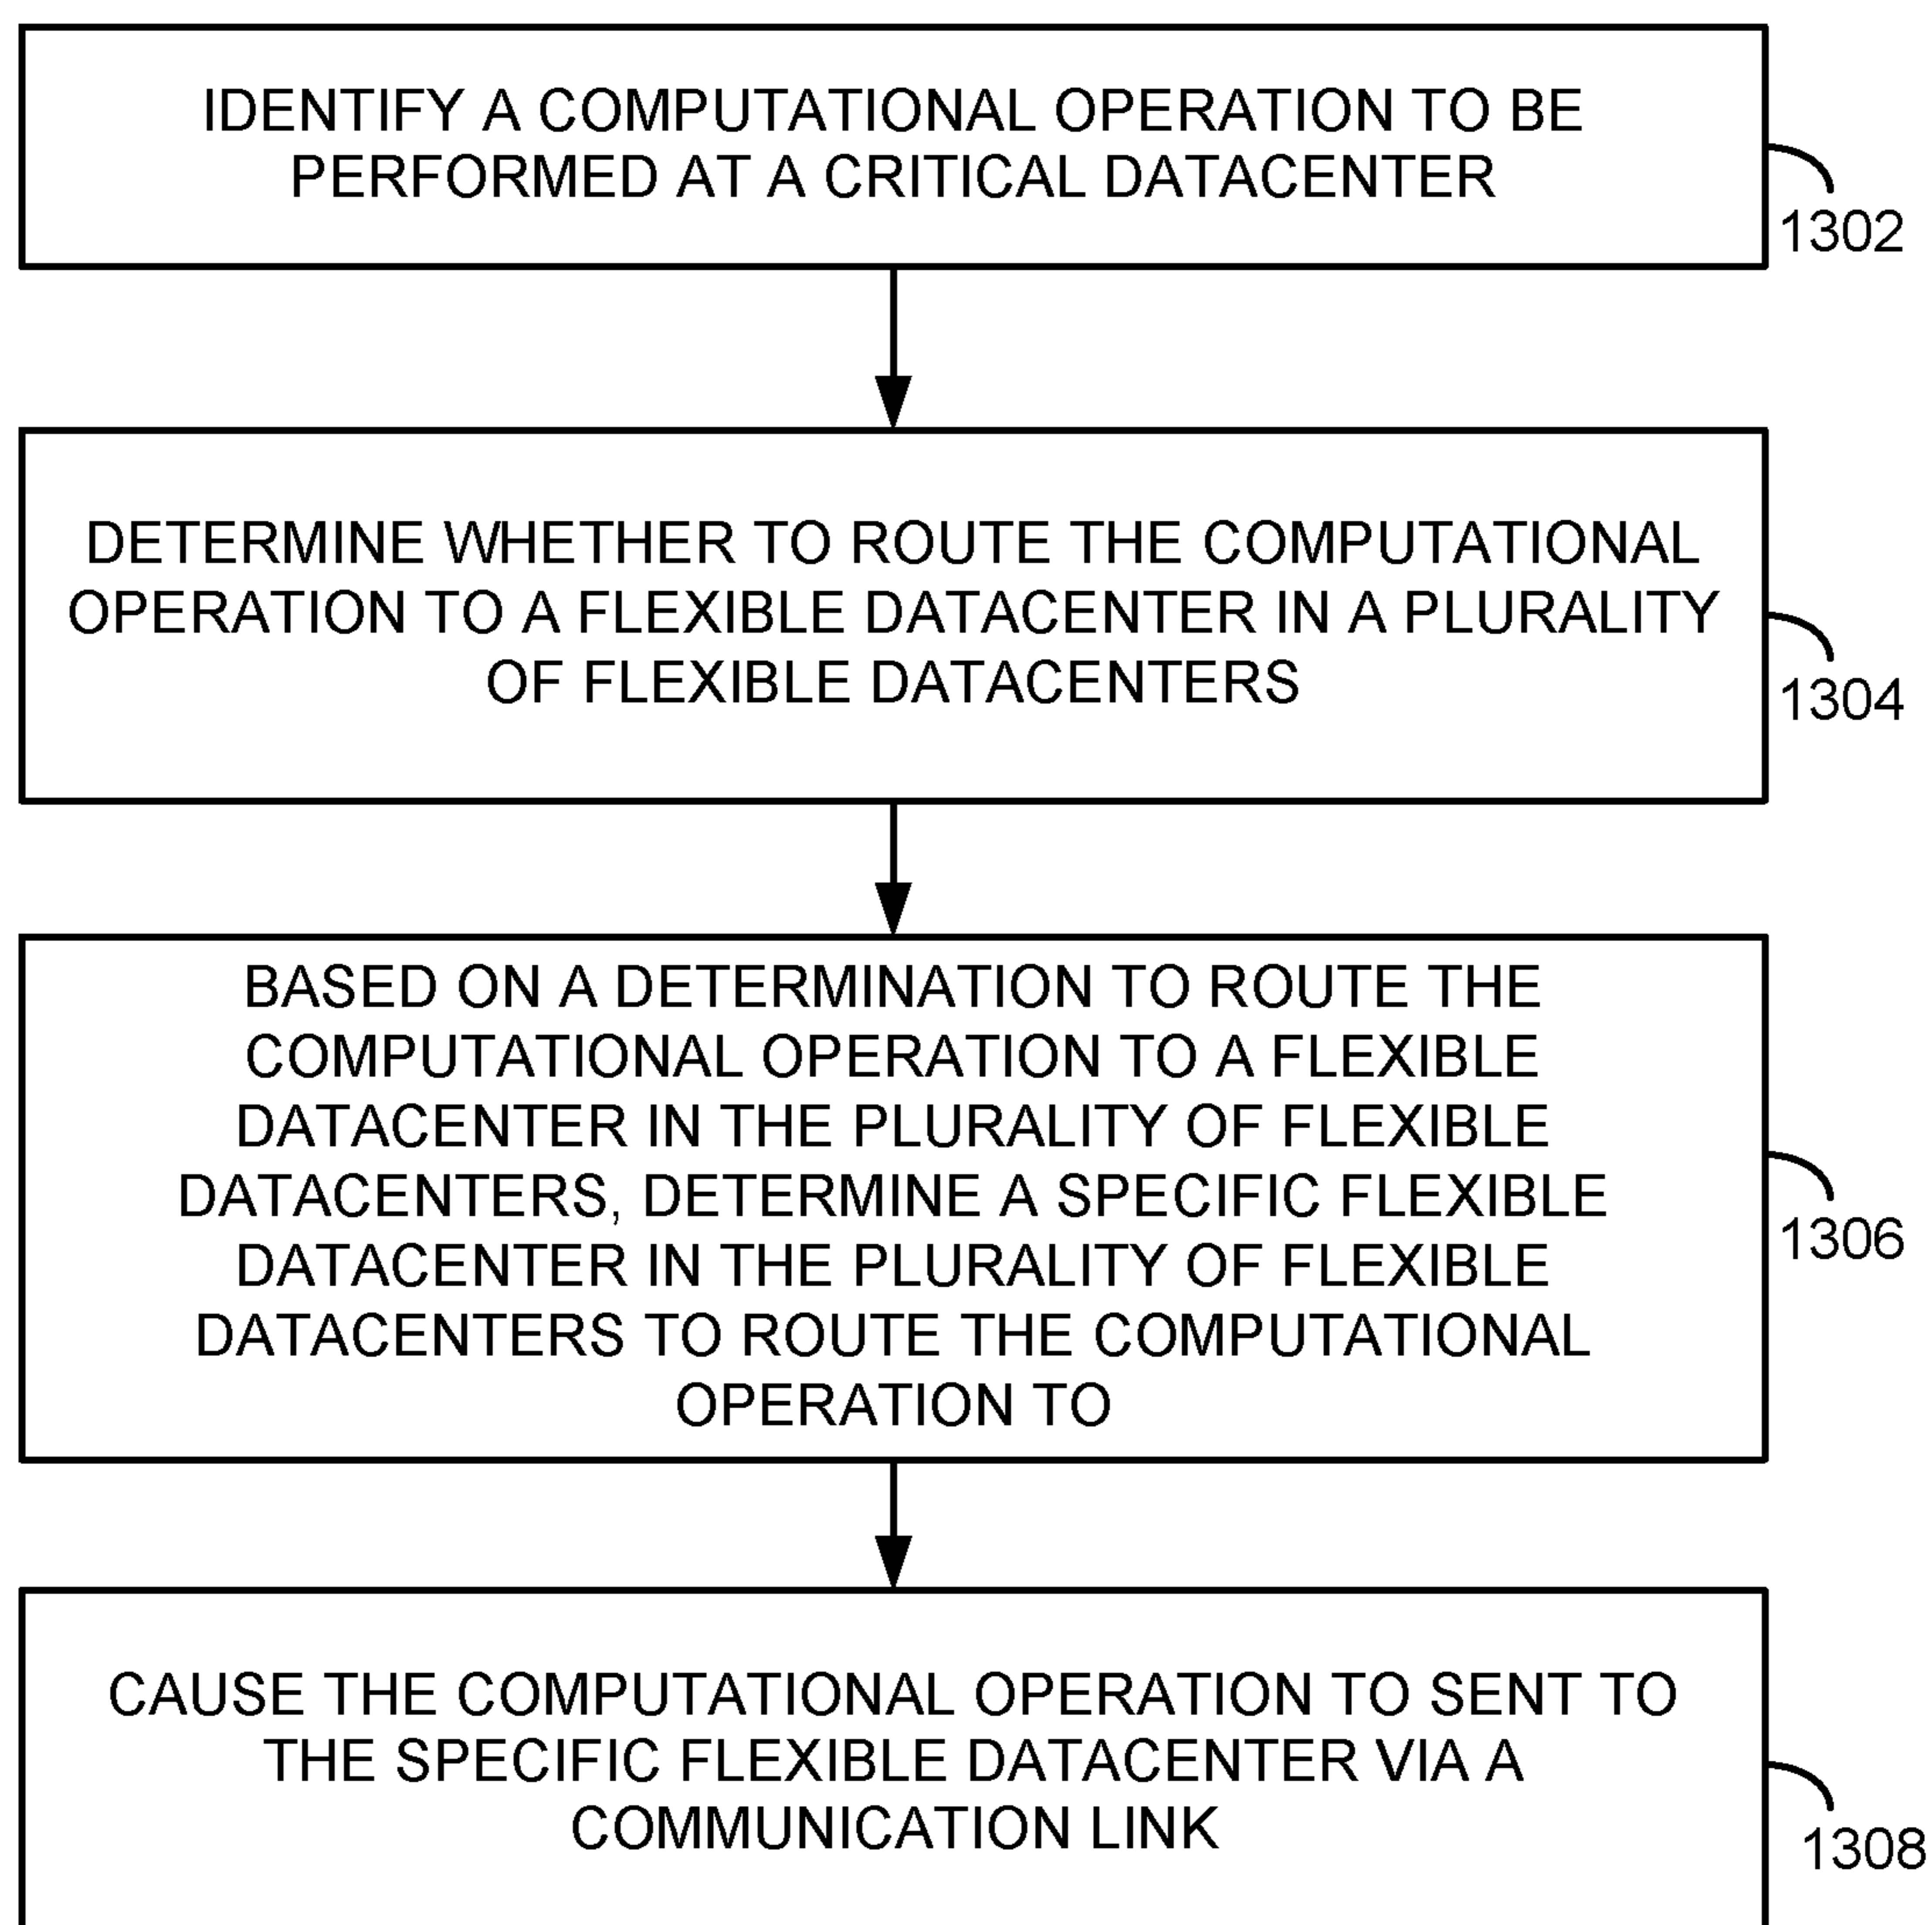 IDENTIFY A COMPUTATIONAL OPERATION TO BE
PERFORMED AT A CRITICAL DATACENTER
1302
DETERMINE WHETHER TO ROUTE THE COMPUTATIONAL
OPERATION TO A FLEXIBLE DATACENTER IN A PLURALITY
OF FLEXIBLE DATACENTERS
1304
BASED ON A DETERMINATION TO ROUTE THE
COMPUTATIONAL OPERATION TO A FLEXIBLE
DATACENTER IN THE PLURALITY OF FLEXIBLE
DATACENTERS, DETERMINE A SPECIFIC FLEXIBLE
DATACENTER IN THE PLURALITY OF FLEXIBLE
DATACENTERS TO ROUTE THE COMPUTATIONAL
OPERATION TO
1306
CAUSE THE COMPUTATIONAL OPERATION TO SENT TO
THE SPECIFIC FLEXIBLE DATACENTER VIA A
COMMUNICATION LINK
1308